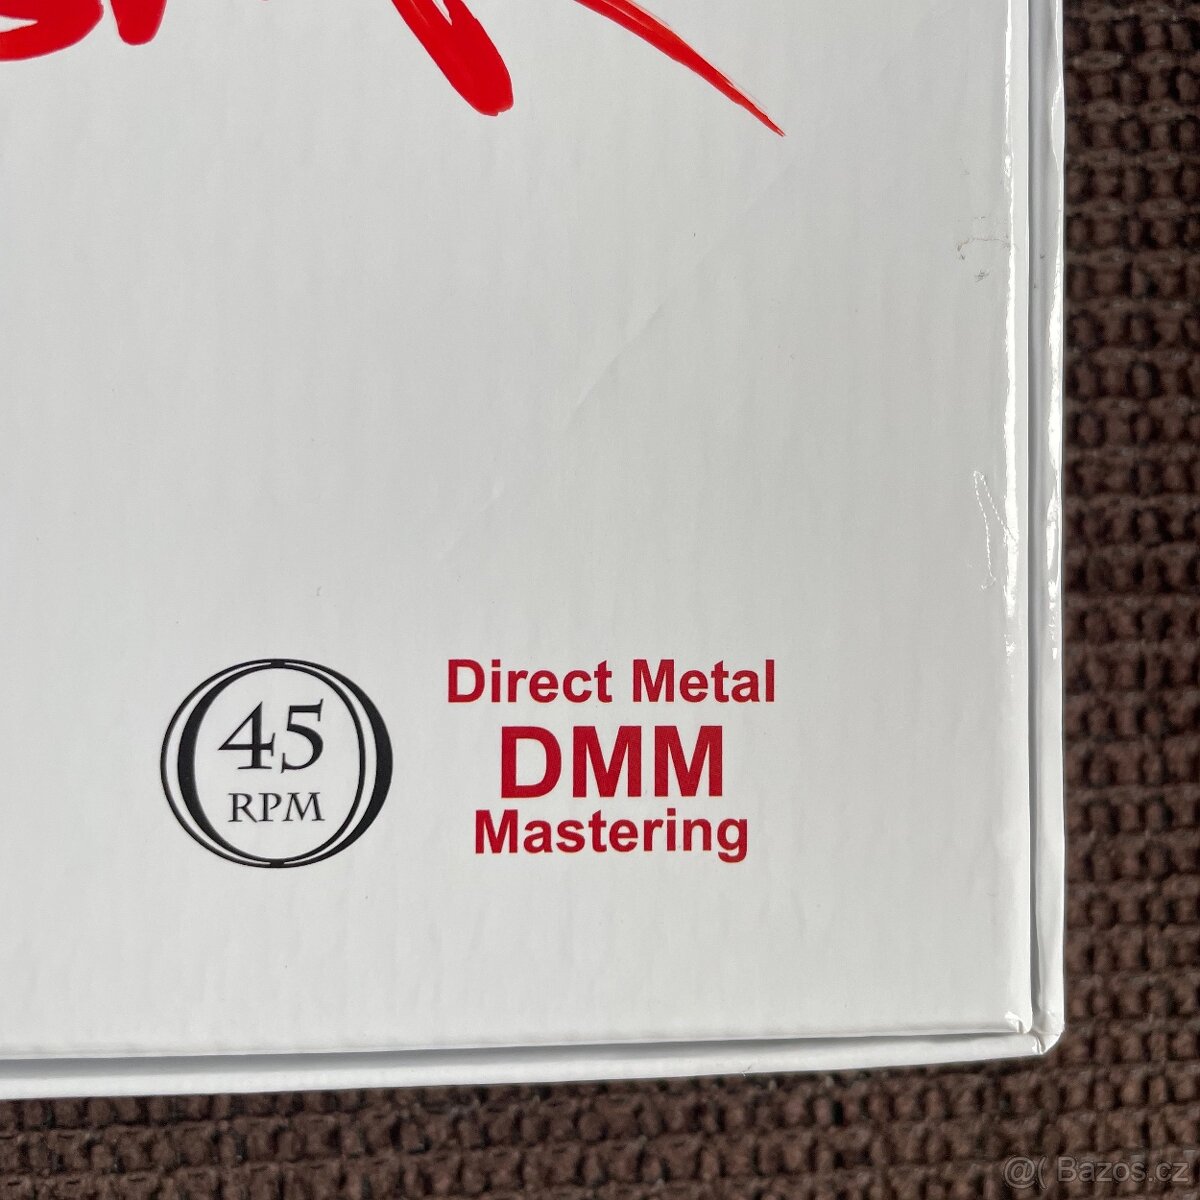 45
RPM
Direct Metal
DMM
Mastering
@( Bazos.cz